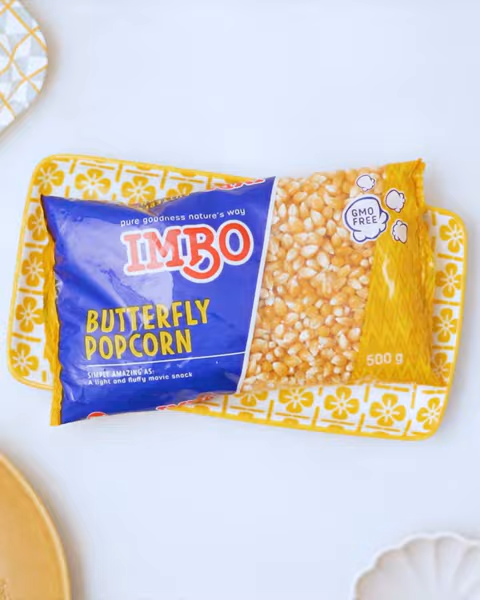 pure goodness nature's way
IMBO
BUTTERFLY
POPCORN
SIMPLY AMAZING AS:
A light and fluffy movie snack
GMO
FREE
500 g